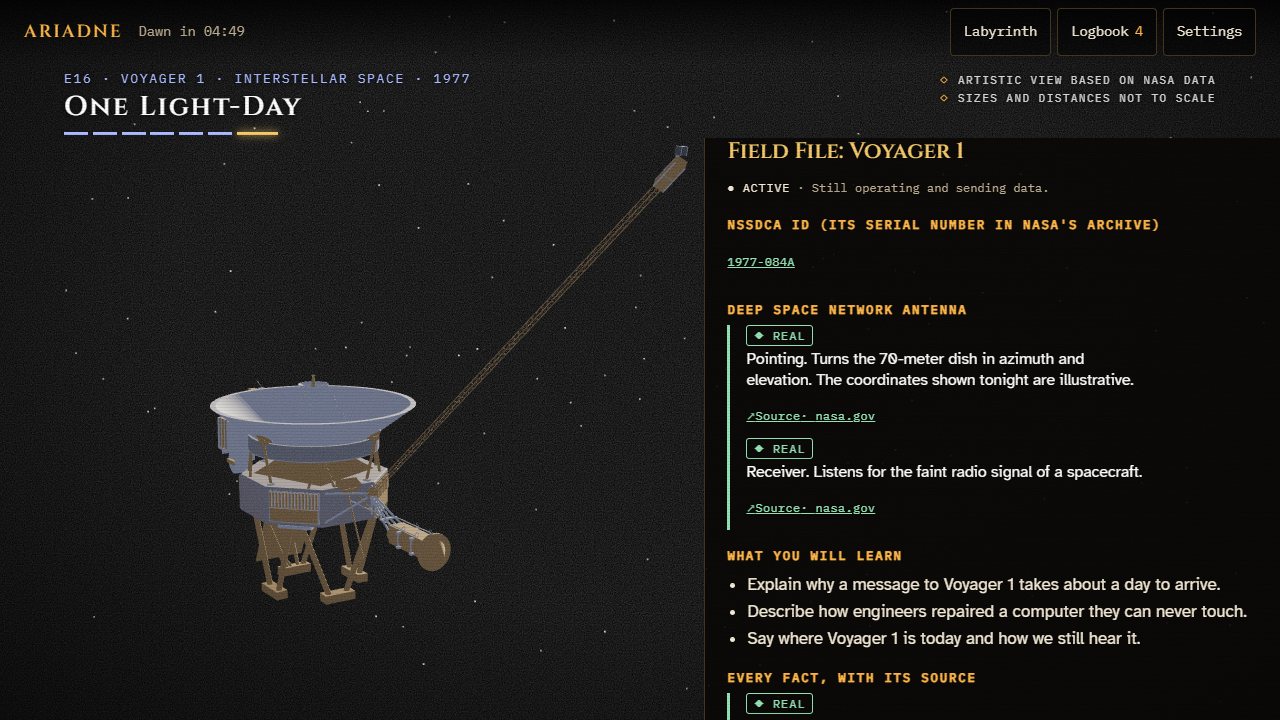 ARIADNE Dawn in 04:49
Labyrinth Logbook 4 Settings
E16 · VOYAGER 1 · INTERSTELLAR SPACE · 1977
One Light-Day
ARTISTIC VIEW BASED ON NASA DATA
SIZES AND DISTANCES NOT TO SCALE
Field File: Voyager 1
ACTIVE · Still operating and sending data.
NSSDCA ID (ITS SERIAL NUMBER IN NASA'S ARCHIVE)
1977-084A
DEEP SPACE NETWORK ANTENNA
◆ REAL
Pointing. Turns the 70-meter dish in azimuth and
elevation. The coordinates shown tonight are illustrative.
↗Source· nasa.gov
◆ REAL
Receiver. Listens for the faint radio signal of a spacecraft.
↗Source· nasa.gov
WHAT YOU WILL LEARN
• Explain why a message to Voyager 1 takes about a day to arrive.
• Describe how engineers repaired a computer they can never touch.
• Say where Voyager 1 is today and how we still hear it.
EVERY FACT, WITH ITS SOURCE
◆ REAL